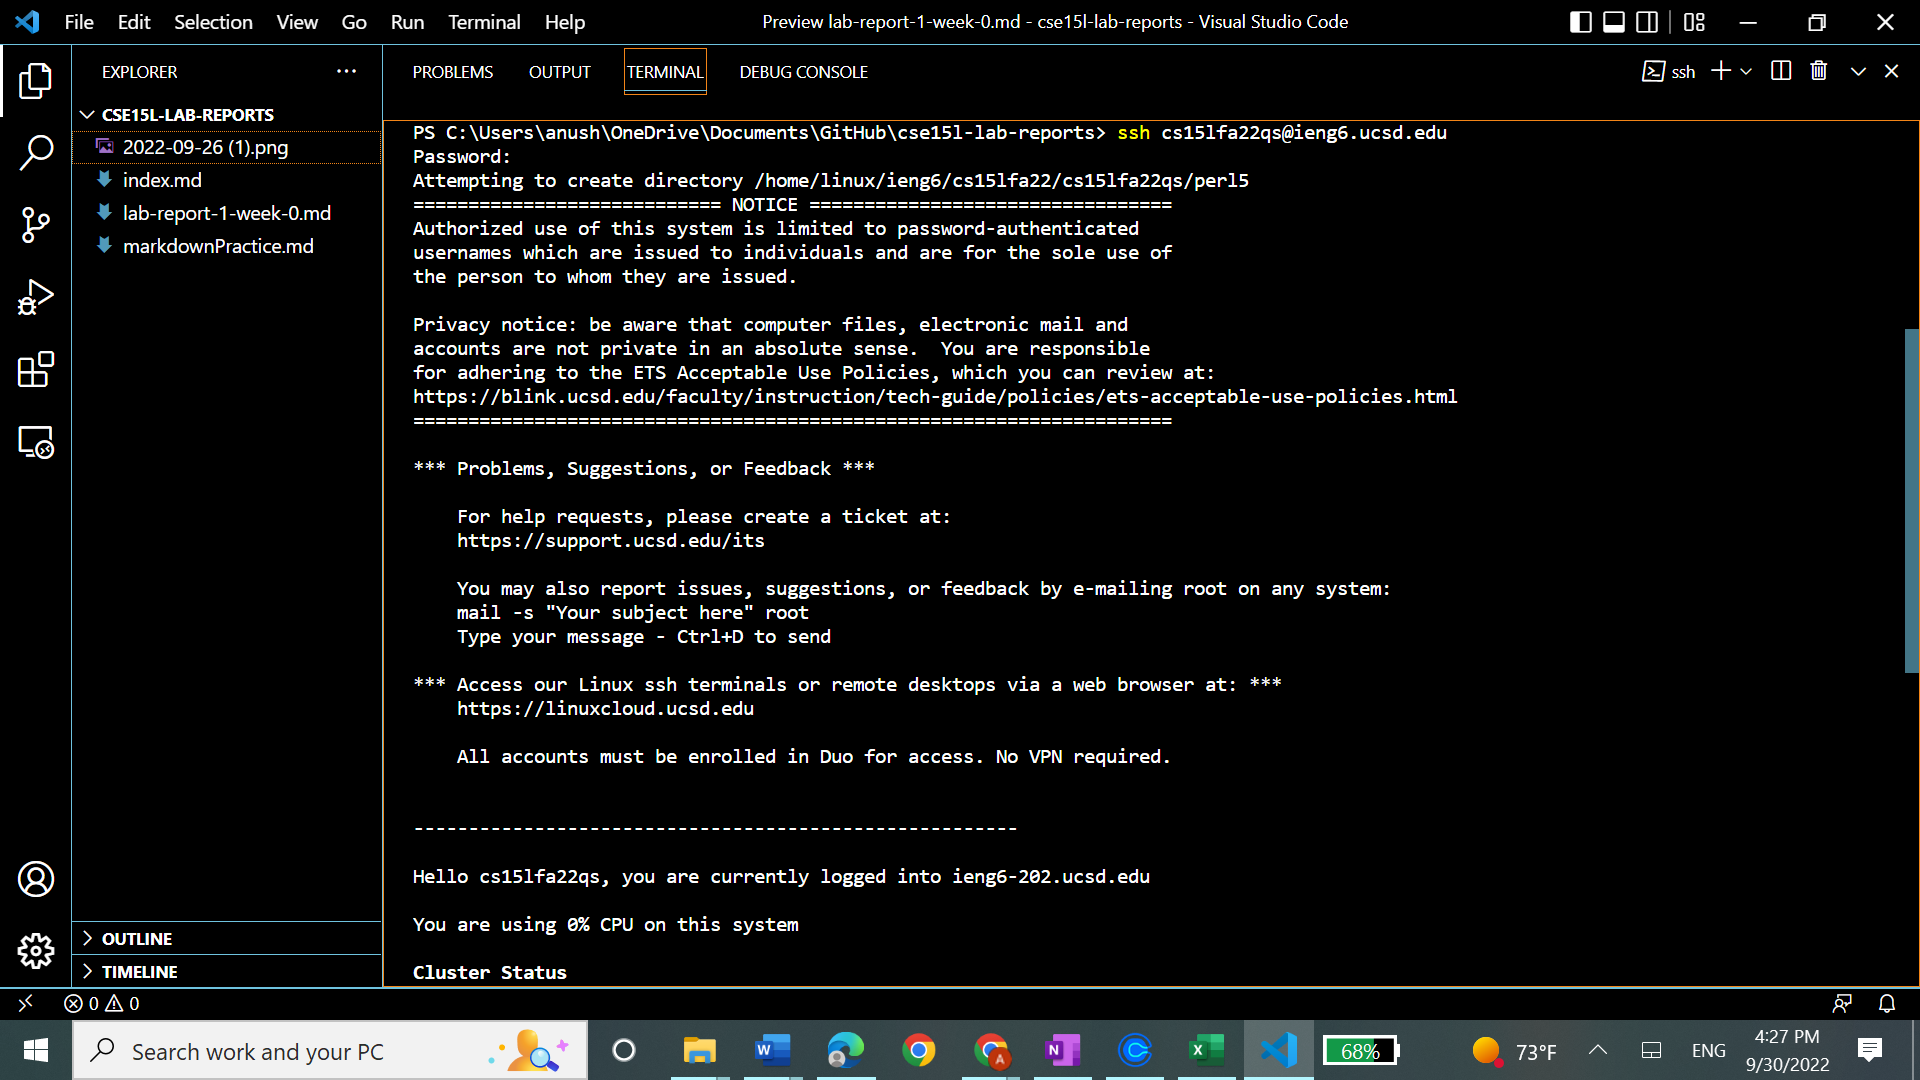 File Edit Selection View Go Run Terminal Help
Preview lab-report-1-week-0.md - cse15l-lab-reports - Visual Studio Code
EXPLORER
CSE15L-LAB-REPORTS
2022-09-26 (1).png
index.md
lab-report-1-week-0.md
markdownPractice.md
OUTLINE
TIMELINE
PROBLEMS OUTPUT TERMINAL DEBUG CONSOLE
ssh
PS C:\Users\anush\OneDrive\Documents\GitHub\cse15l-lab-reports> ssh cs15lfa22qs@ieng6.ucsd.edu
Password:
Attempting to create directory /home/linux/ieng6/cs15lfa22/cs15lfa22qs/perl5
============================ NOTICE =================================
Authorized use of this system is limited to password-authenticated
usernames which are issued to individuals and are for the sole use of
the person to whom they are issued.
Privacy notice: be aware that computer files, electronic mail and
accounts are not private in an absolute sense.  You are responsible
for adhering to the ETS Acceptable Use Policies, which you can review at:
https://blink.ucsd.edu/faculty/instruction/tech-guide/policies/ets-acceptable-use-policies.html
=====================================================================
*** Problems, Suggestions, or Feedback ***
For help requests, please create a ticket at:
https://support.ucsd.edu/its
You may also report issues, suggestions, or feedback by e-mailing root on any system:
mail -s "Your subject here" root
Type your message - Ctrl+D to send
*** Access our Linux ssh terminals or remote desktops via a web browser at: ***
https://linuxcloud.ucsd.edu
All accounts must be enrolled in Duo for access. No VPN required.
-------------------------------------------------------
Hello cs15lfa22qs, you are currently logged into ieng6-202.ucsd.edu
You are using 0% CPU on this system
Cluster Status
0 0
Search work and your PC
68%
73°F
ENG
4:27 PM
9/30/2022